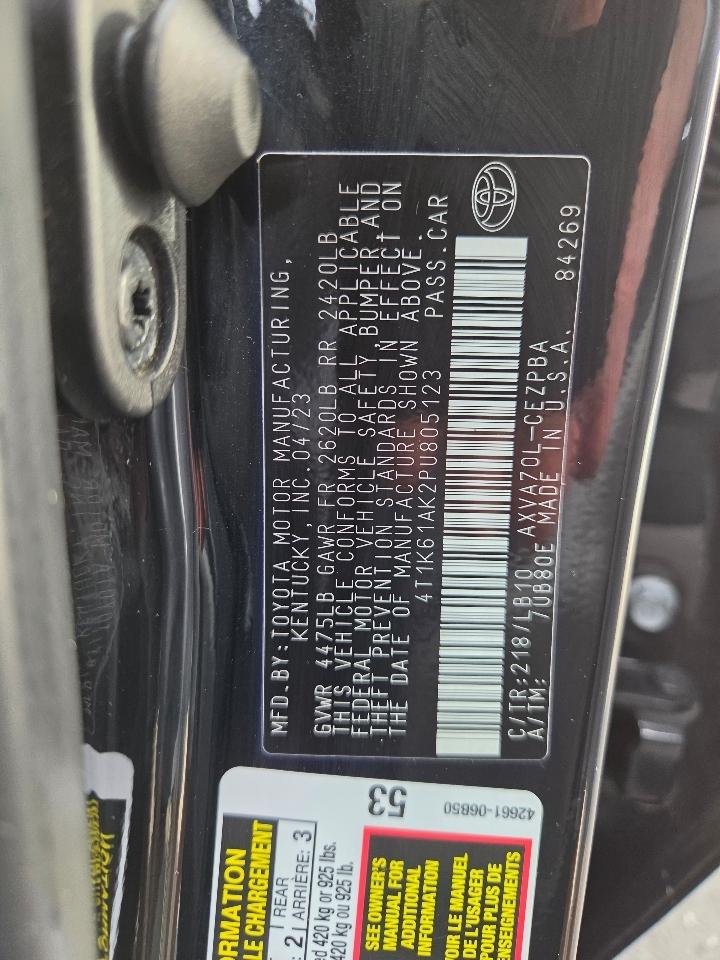 MFD.BY:TOYOTA MOTOR MANUFACTURING,
KENTUCKY, INC. 04/23
GVWR 4475LB GAWR FR 2620LB RR 2420LB
THIS VEHICLE CONFORMS TO ALL APPLICABLE
FEDERAL MOTOR VEHICLE SAFETY, BUMPER, AND
THEFT PREVENTION STANDARDS IN EFFECT ON
THE DATE OF MANUFACTURE SHOWN ABOVE.
4T1K61AK2PU805123 PASS.CAR
C/TR:218/LB10 AXVA70L-CEZPBA
A/TM: 7UB80E MADE IN U.S.A. 84269
53
42661-06B50
ORMATION
LE CHARGEMENT
REAR
2 ARRIÈRE: 3
ed 420 kg or 925 lbs.
420 kg ou 925 lb.
SEE OWNER'S
MANUAL FOR
ADDITIONAL
INFORMATION
VOIR LE MANUEL
DE L'USAGER
POUR PLUS DE
RENSEIGNEMENTS